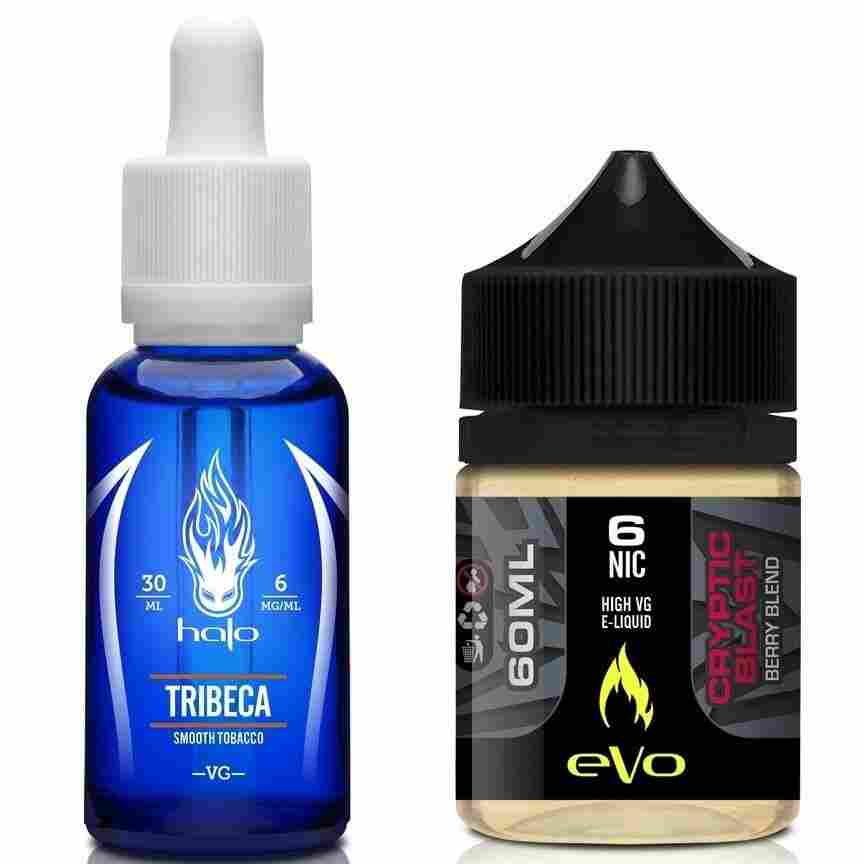 30
ML
6
MG/ML
halo
TRIBECA
SMOOTH TOBACCO
—VG—
60ML
6
NIC
HIGH VG
E-LIQUID
evo
CRYPTIC
BLAST
BERRY BLEND